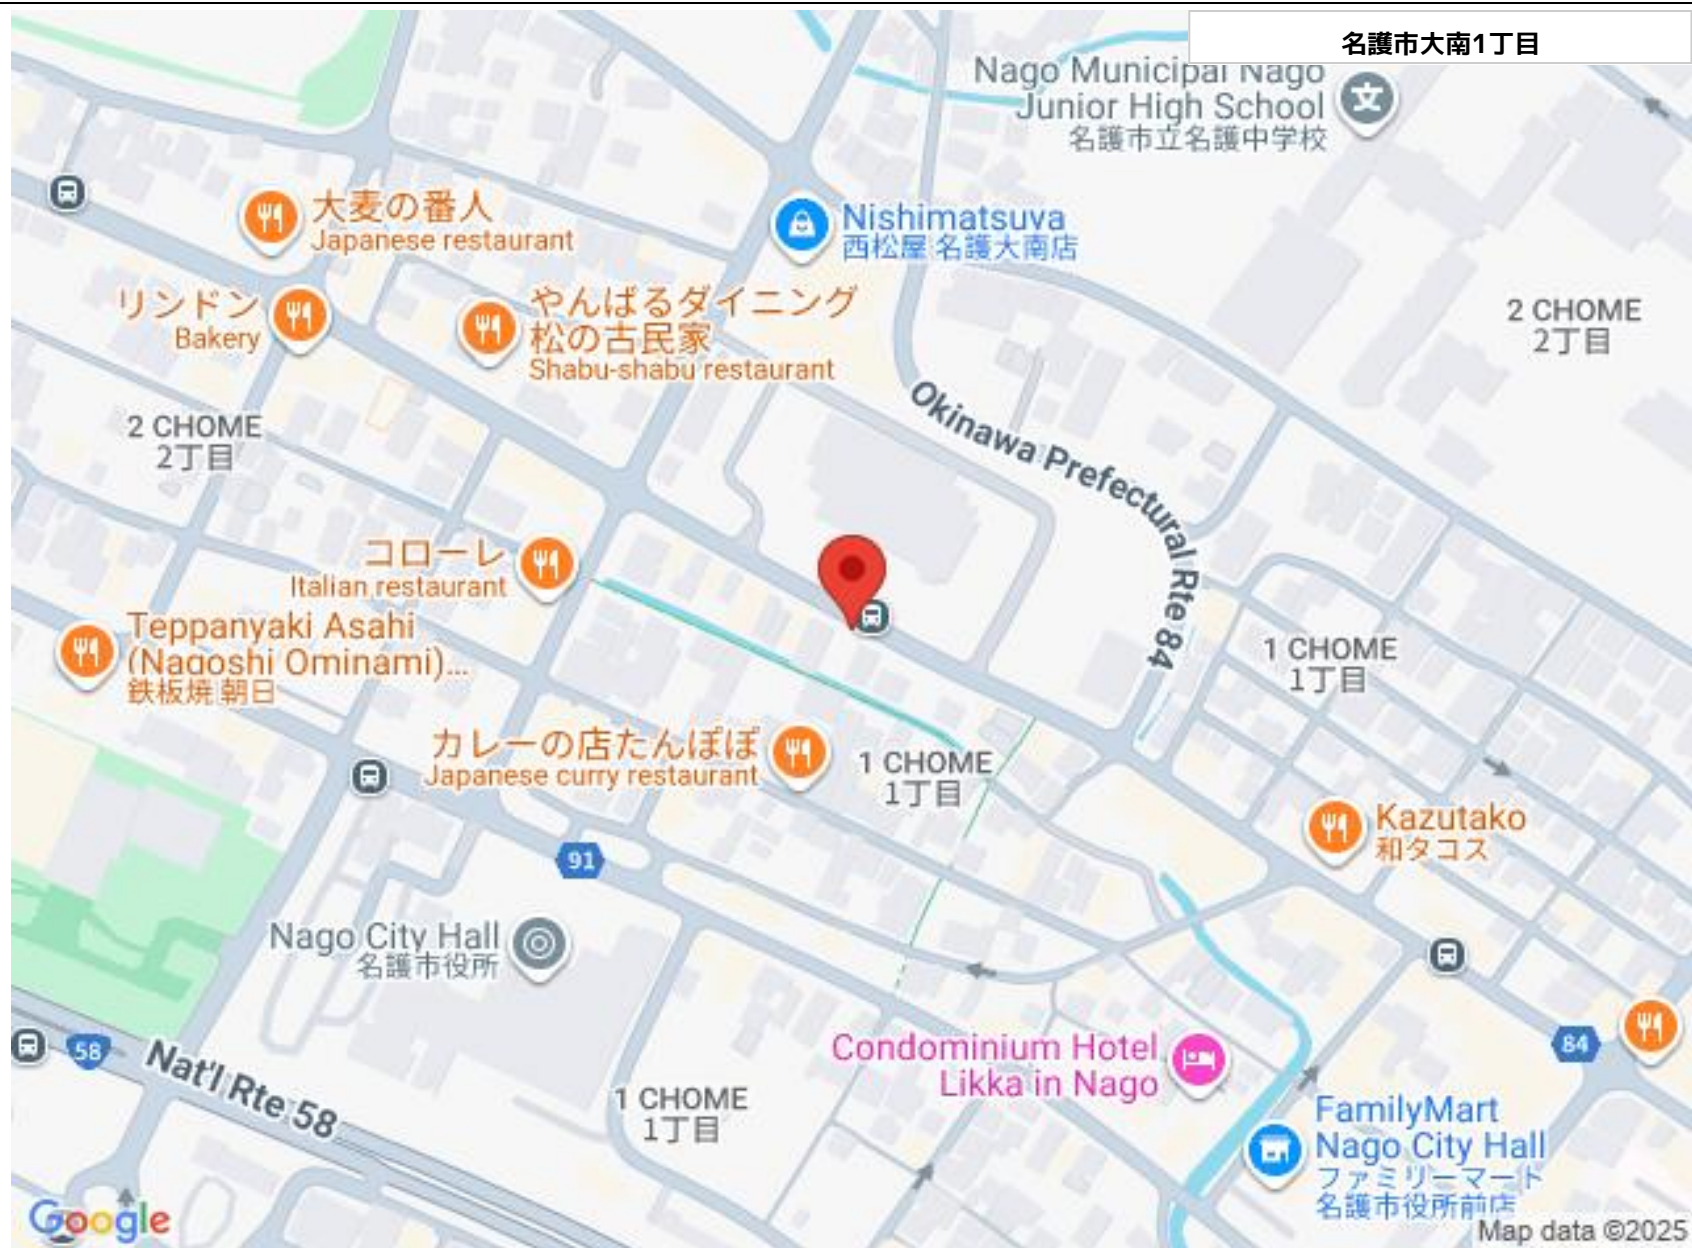 名護市大南1丁目
Nago Municipal Nago
Junior High School
名護市立名護中学校
大麦の番人
Japanese restaurant
Nishimatsuya
西松屋 名護大南店
リンドン
Bakery
やんばるダイニング
松の古民家
Shabu-shabu restaurant
2 CHOME
2丁目
2 CHOME
2丁目
Okinawa Prefectural Rte 84
コローレ
Italian restaurant
Teppanyaki Asahi
(Nagoshi Ominami)...
鉄板焼 朝日
1 CHOME
1丁目
カレーの店たんぽぽ
Japanese curry restaurant
1 CHOME
1丁目
Kazutako
和タコス
91
Nago City Hall
名護市役所
58
Nat'l Rte 58
Condominium Hotel
Likka in Nago
84
1 CHOME
1丁目
FamilyMart
Nago City Hall
ファミリーマート
名護市役所前店
Google
Map data ©2025
文